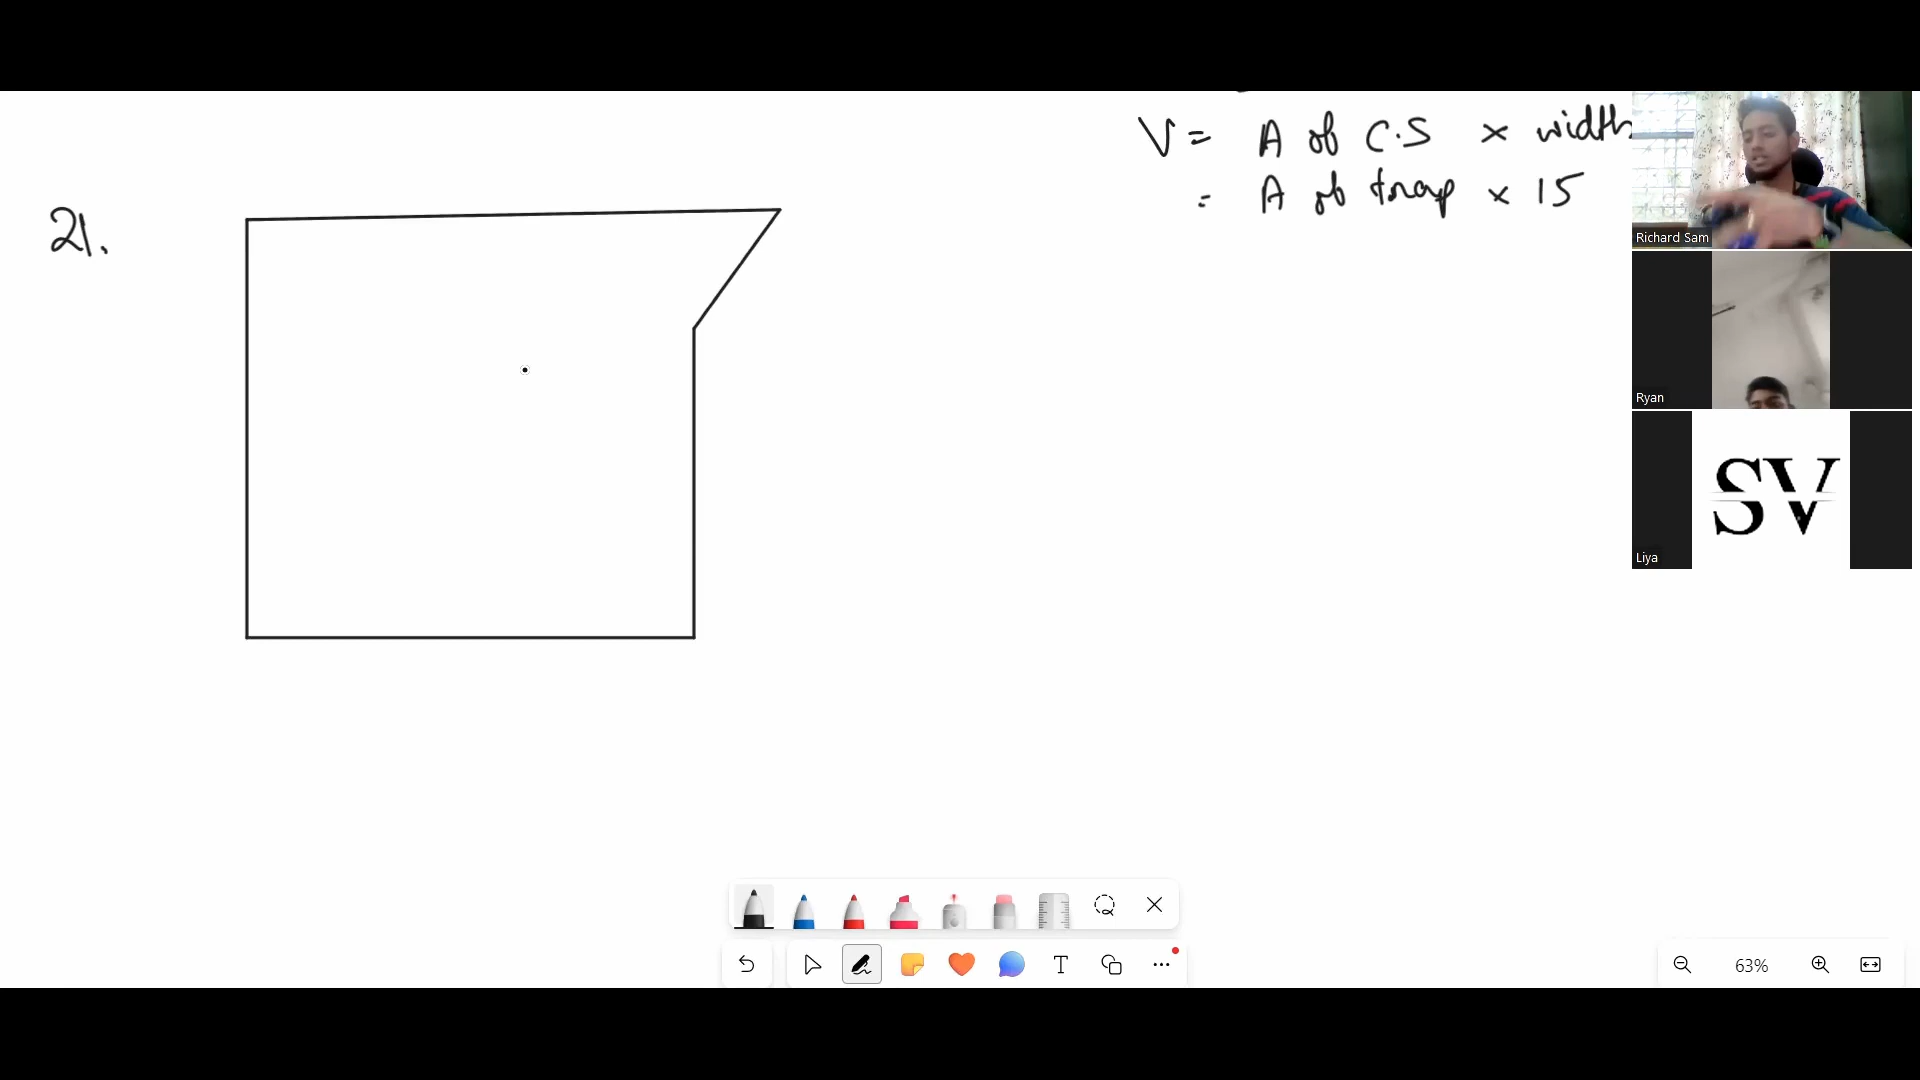 V = A of C.S × width
= A of trap × 15
21.
Richard Sam
Ryan
SV
Liya
T
63%